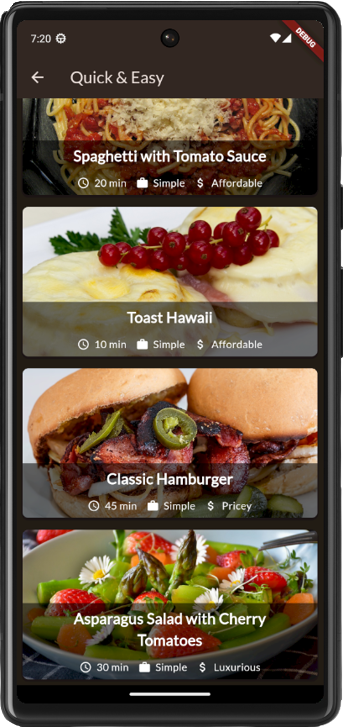 7:20
DEBUG
Quick & Easy
Spaghetti with Tomato Sauce
20 min Simple $ Affordable
Toast Hawaii
10 min Simple $ Affordable
Classic Hamburger
45 min Simple $ Pricey
Asparagus Salad with Cherry
Tomatoes
30 min Simple $ Luxurious